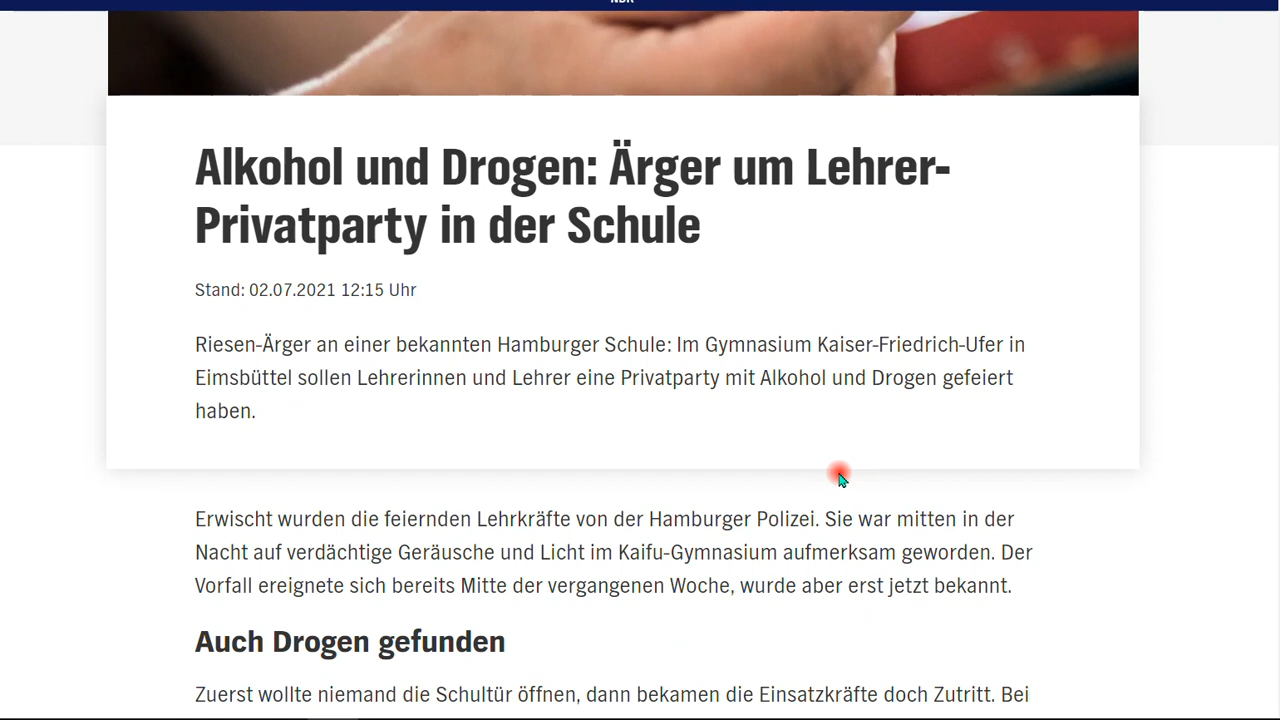 NDR
Alkohol und Drogen: Ärger um Lehrer-
Privatparty in der Schule
Stand: 02.07.2021 12:15 Uhr
Riesen-Ärger an einer bekannten Hamburger Schule: Im Gymnasium Kaiser-Friedrich-Ufer in
Eimsbüttel sollen Lehrerinnen und Lehrer eine Privatparty mit Alkohol und Drogen gefeiert
haben.
Erwischt wurden die feiernden Lehrkräfte von der Hamburger Polizei. Sie war mitten in der
Nacht auf verdächtige Geräusche und Licht im Kaifu-Gymnasium aufmerksam geworden. Der
Vorfall ereignete sich bereits Mitte der vergangenen Woche, wurde aber erst jetzt bekannt.
Auch Drogen gefunden
Zuerst wollte niemand die Schultür öffnen, dann bekamen die Einsatzkräfte doch Zutritt. Bei